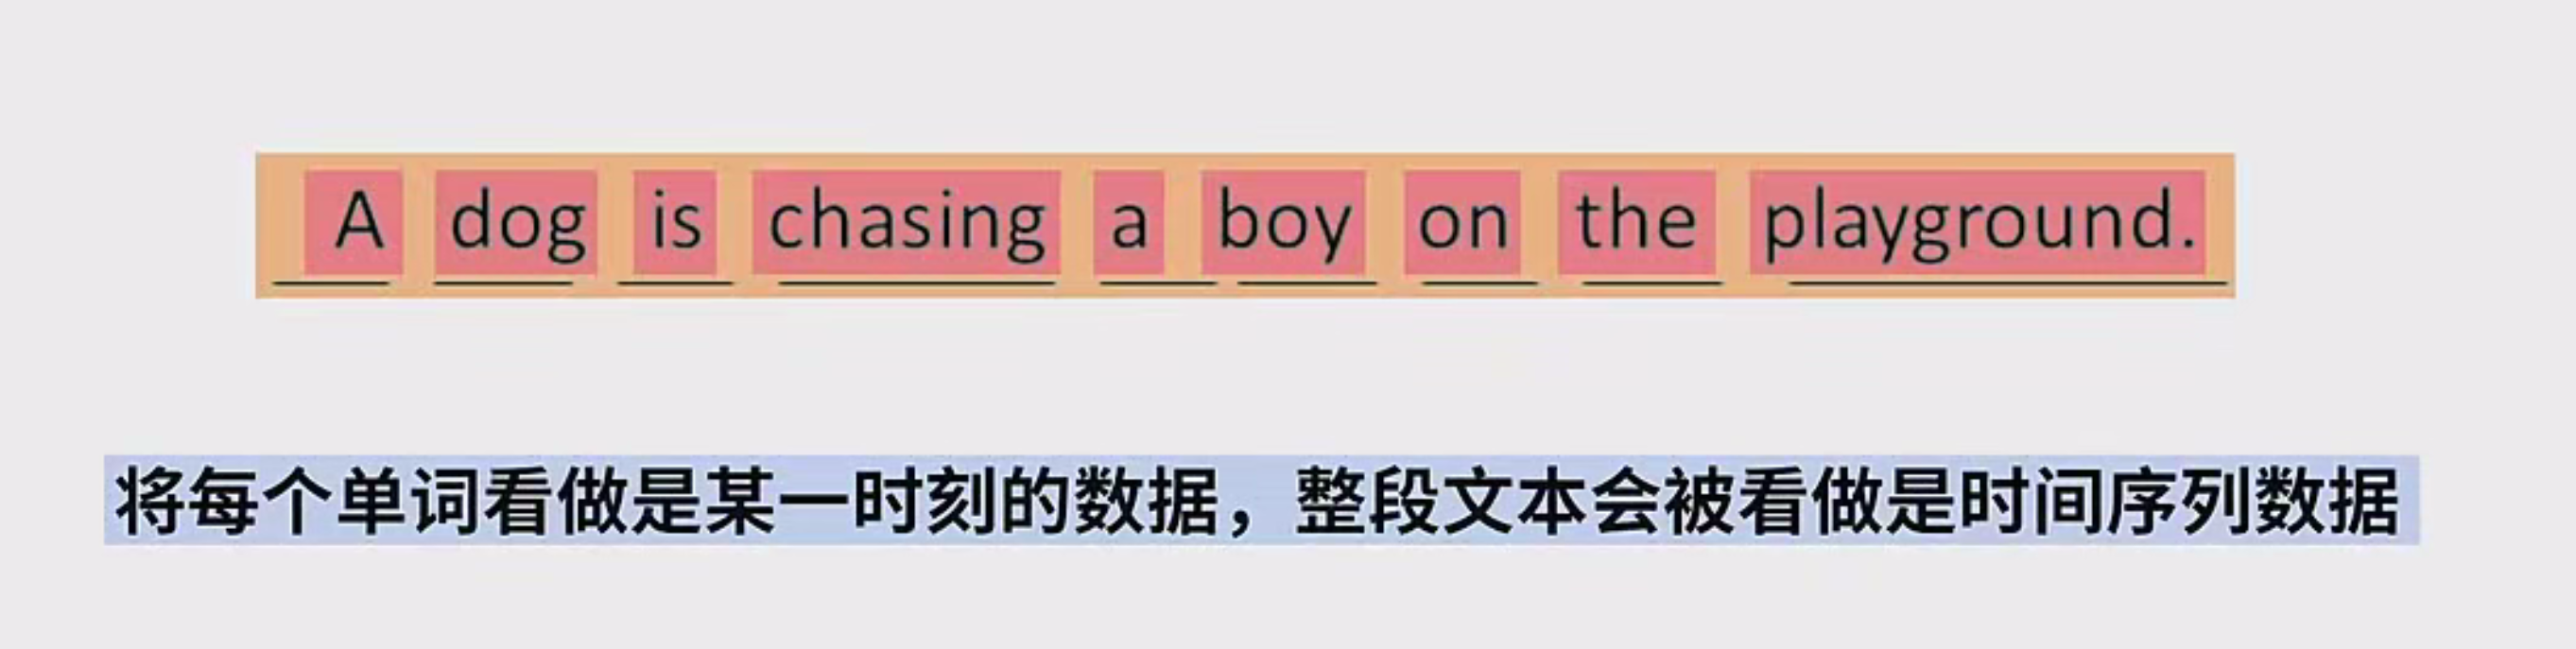 A dog is chasing a boy on the playground.
将每个单词看做是某一时刻的数据，整段文本会被看做是时间序列数据